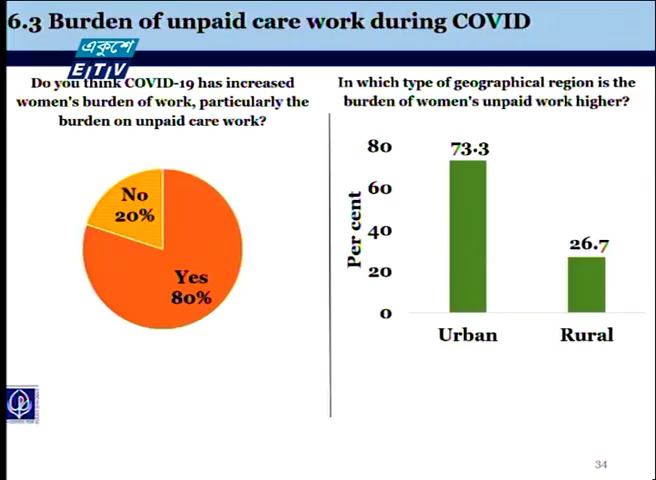 6.3 Burden of unpaid care work during COVID
একুশে
ETV
Do you think COVID-19 has increased
women's burden of work, particularly the
burden on unpaid care work?
In which type of geographical region is the
burden of women's unpaid work higher?
No
20%
Yes
80%
Per cent
80
60
40
20
0
73.3
26.7
Urban
Rural
34